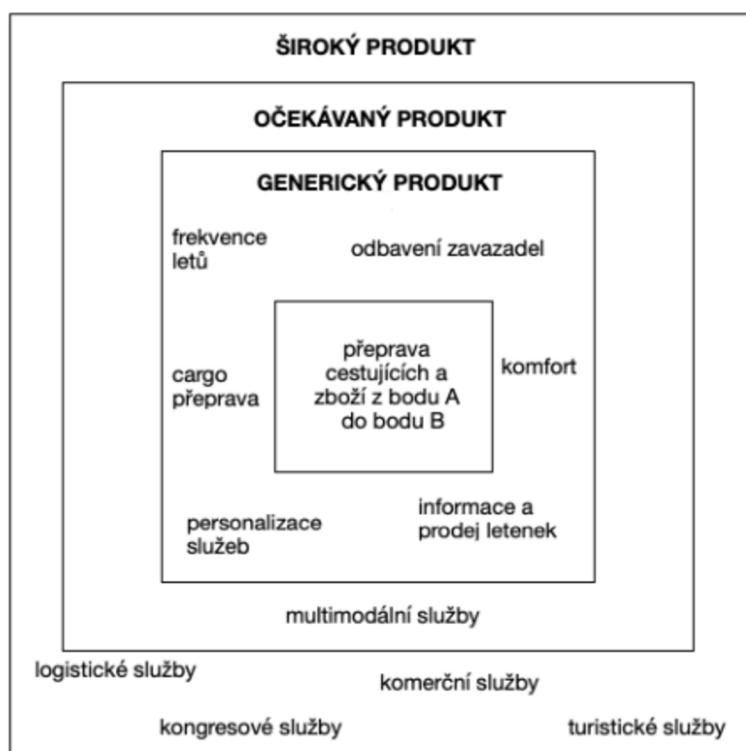 ŠIROKÝ PRODUKT
OČEKÁVANÝ PRODUKT
GENERICKÝ PRODUKT
frekvence
letů
odbavení zavazadel
přeprava
cestujících a
zboží z bodu A
do bodu B
cargo
přeprava
komfort
personalizace
služeb
informace a
prodej letenek
multimodální služby
logistické služby
komerční služby
kongresové služby
turistické služby